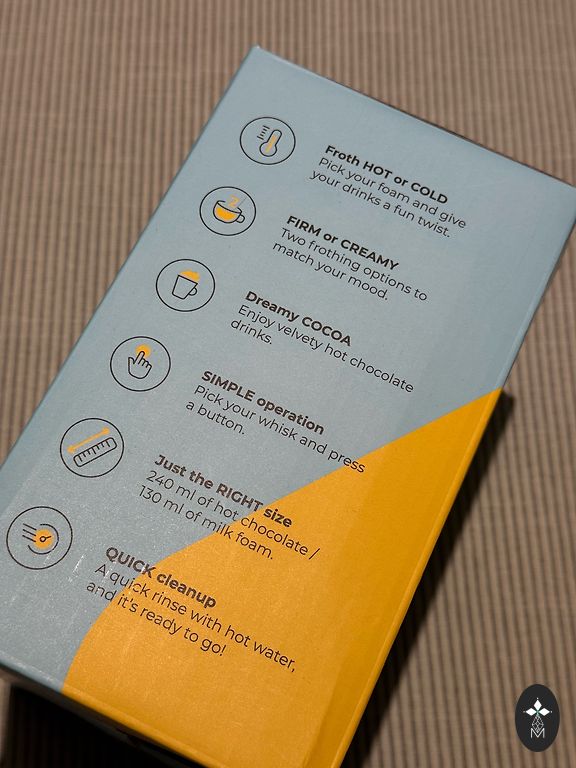 Froth HOT or COLD
Pick your foam and give
your drinks a fun twist.
FIRM or CREAMY
Two frothing options to
match your mood.
Dreamy COCOA
Enjoy velvety hot chocolate
drinks.
SIMPLE operation
Pick your whisk and press
a button.
Just the RIGHT size
240 ml of hot chocolate /
130 ml of milk foam.
QUICK cleanup
A quick rinse with hot water,
and it's ready to go!
M